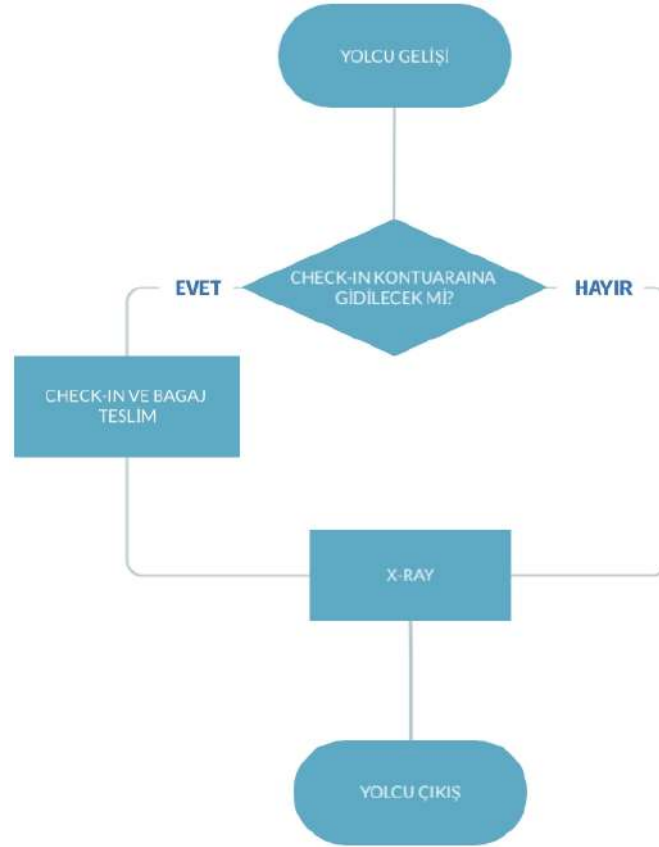 YOLCU GELİŞİ
CHECK-IN KONTUARAINA
GİDİLECEK Mİ?
EVET
HAYIR
CHECK-IN VE BAGAJ
TESLİM
X-RAY
YOLCU ÇIKIŞ